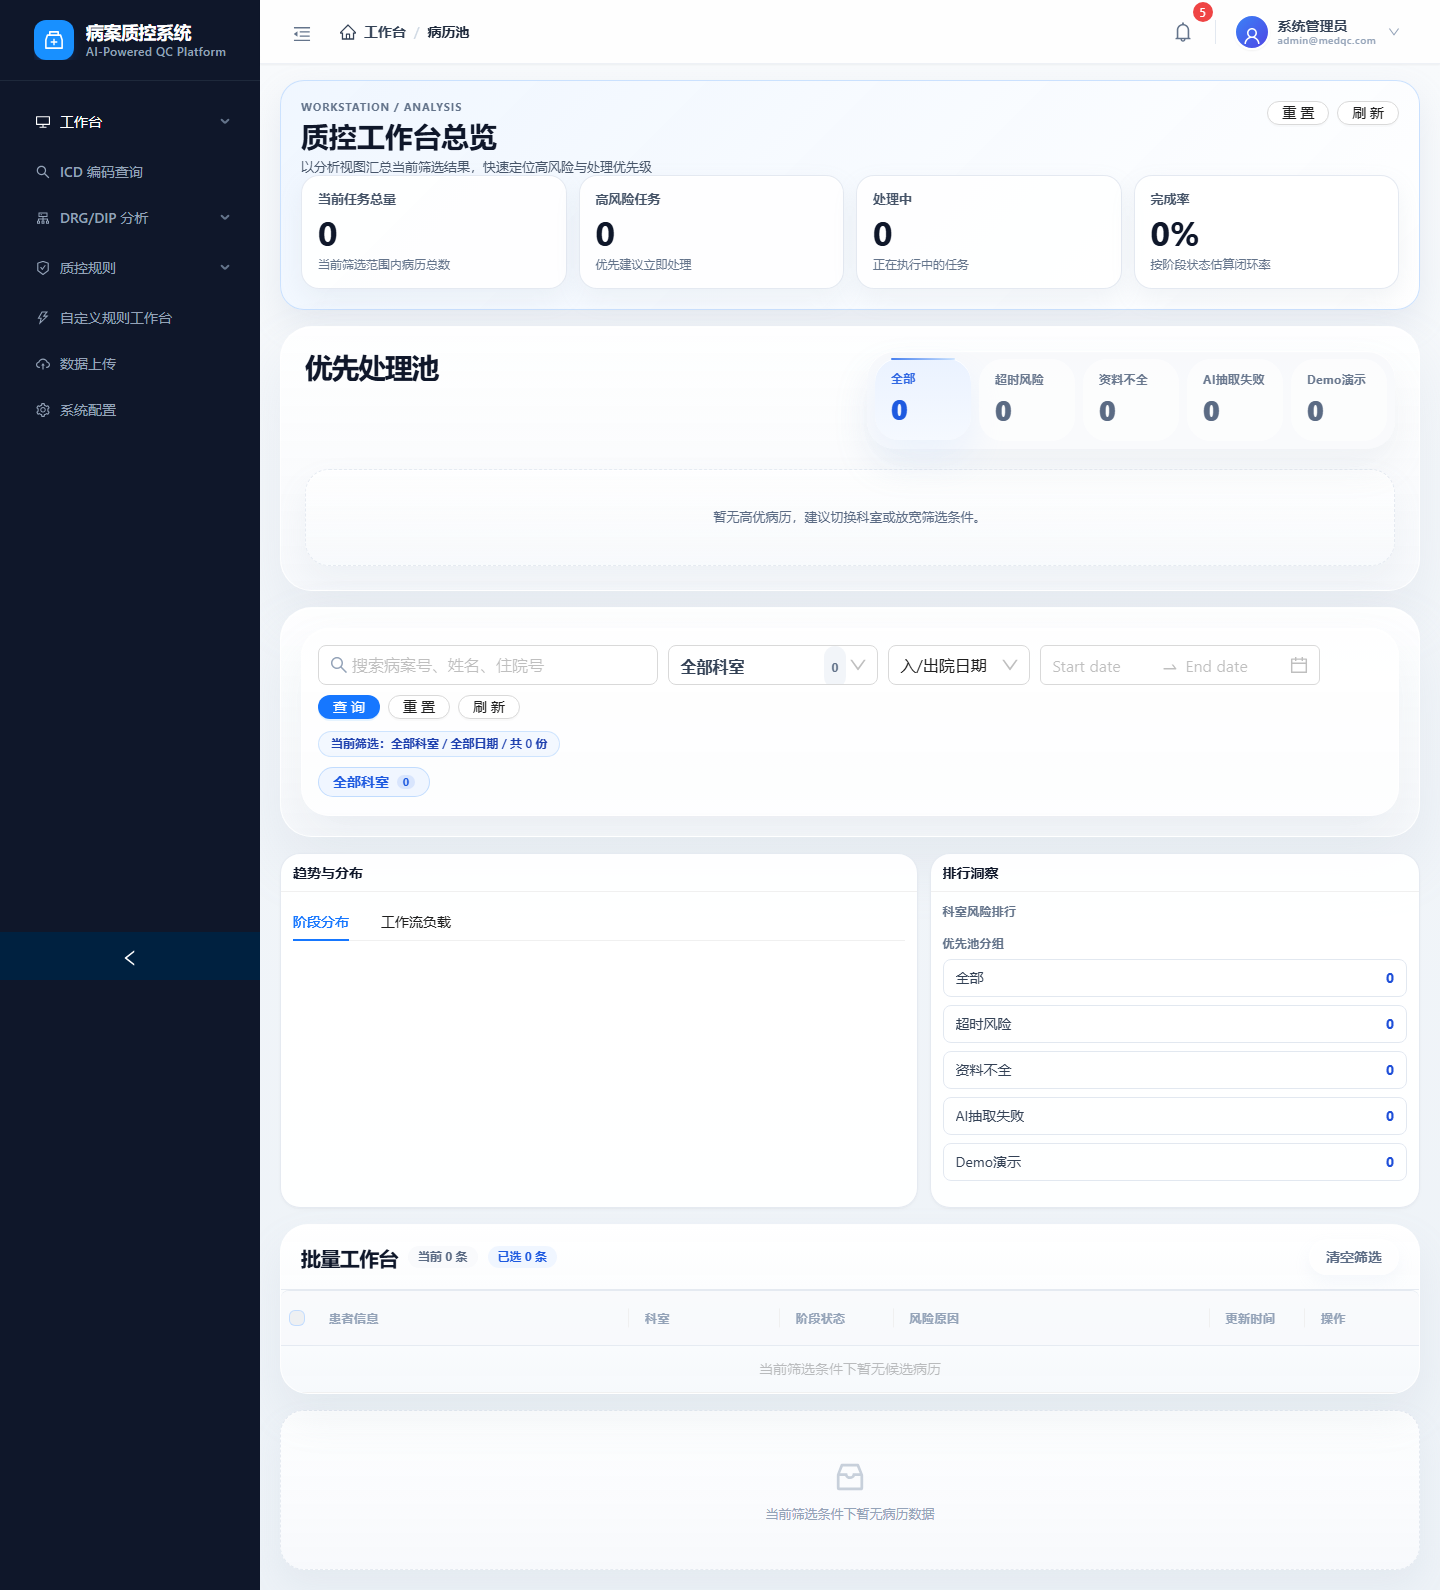 病案质控系统
AI-Powered QC Platform
工作台
ICD 编码查询
DRG/DIP 分析
质控规则
自定义规则工作台
数据上传
系统配置
工作台 / 病历池
5
系统管理员
admin@medqc.com
WORKSTATION / ANALYSIS
质控工作台总览
以分析视图汇总当前筛选结果，快速定位高风险与处理优先级
重 置
刷 新
当前任务总量
0
当前筛选范围内病历总数
高风险任务
0
优先建议立即处理
处理中
0
正在执行中的任务
完成率
0%
按阶段状态估算闭环率
优先处理池
全部
0
超时风险
0
资料不全
0
AI抽取失败
0
Demo演示
0
暂无高优病历，建议切换科室或放宽筛选条件。
搜索病案号、姓名、住院号
全部科室
0
入/出院日期
Start date
End date
查 询
重 置
刷 新
当前筛选：全部科室 / 全部日期 / 共 0 份
全部科室 0
趋势与分布
阶段分布
工作流负载
排行洞察
科室风险排行
优先池分组
全部 0
超时风险 0
资料不全 0
AI抽取失败 0
Demo演示 0
批量工作台
当前 0 条
已选 0 条
清空筛选
患者信息
科室
阶段状态
风险原因
更新时间
操作
当前筛选条件下暂无候选病历
当前筛选条件下暂无病历数据